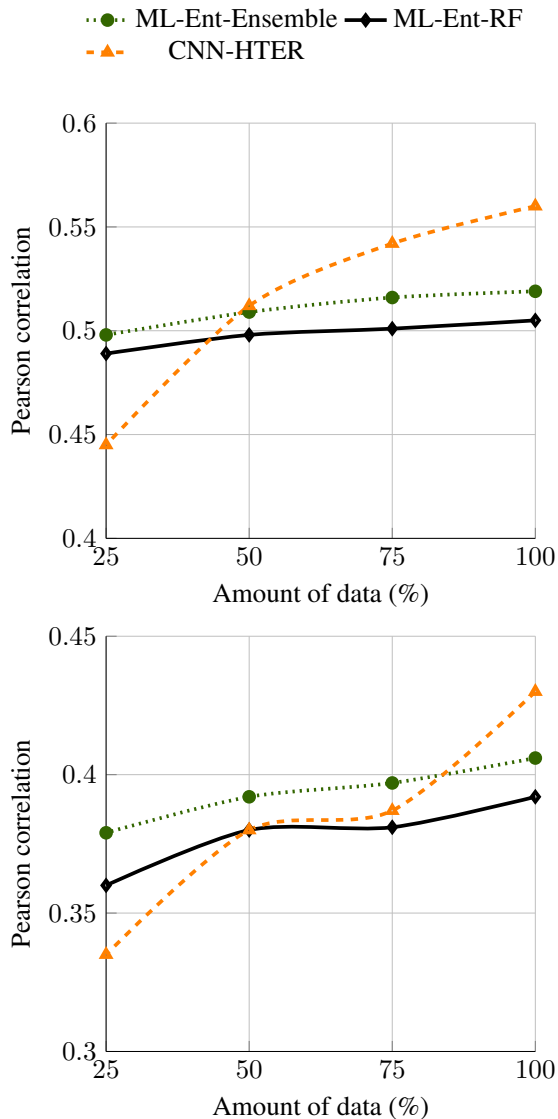 ML-Ent-Ensemble ML-Ent-RF
CNN-HTER
0.6
0.55
0.5
0.45
0.4
Pearson correlation
25 50 75 100
Amount of data (%)
0.45
0.4
0.35
0.3
Pearson correlation
25 50 75 100
Amount of data (%)